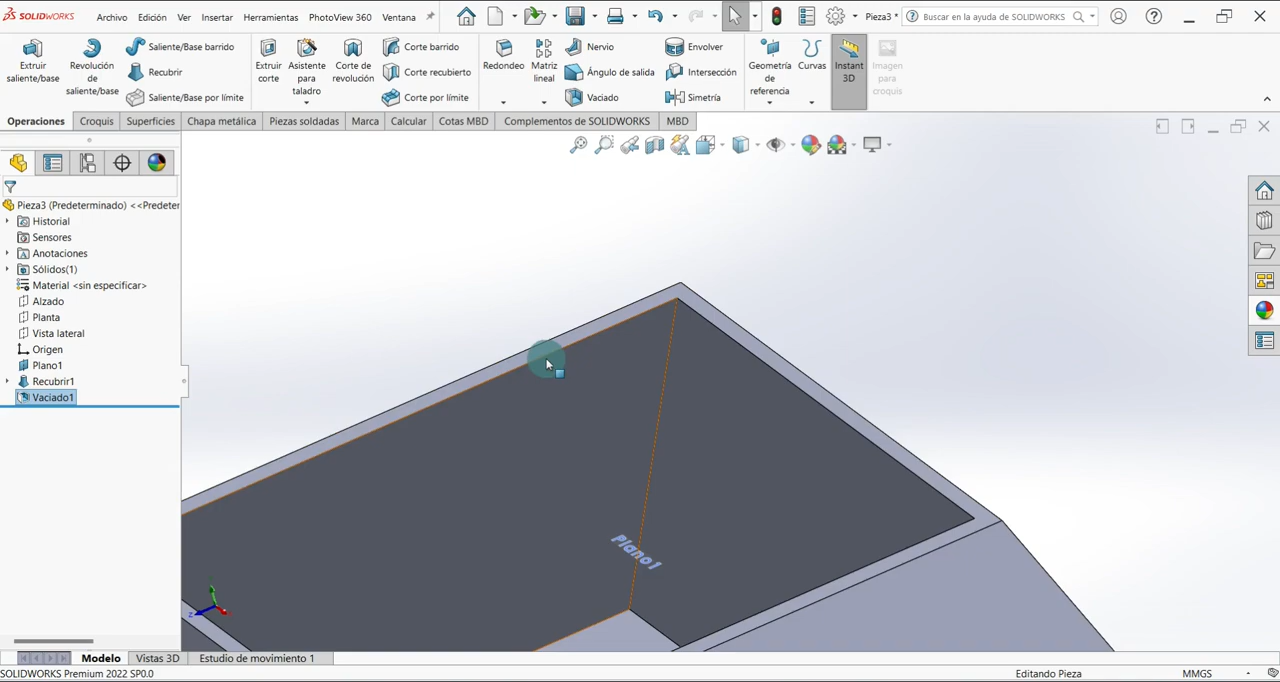 SOLIDWORKS
Archivo
Edición
Ver
Insertar
Herramientas
PhotoView 360
Ventana
Pieza3 *
Buscar en la ayuda de SOLIDWORKS
Extruir saliente/base
Revolución de saliente/base
Saliente/Base barrido
Recubrir
Saliente/Base por límite
Extruir corte
Asistente para taladro
Corte de revolución
Corte barrido
Corte recubierto
Corte por límite
Redondeo
Matriz lineal
Nervio
Ángulo de salida
Vaciado
Envolver
Intersección
Simetría
Geometría de referencia
Curvas
Instant 3D
Imagen para croquis
Operaciones
Croquis
Superficies
Chapa metálica
Piezas soldadas
Marca
Calcular
Cotas MBD
Complementos de SOLIDWORKS
MBD
Pieza3 (Predeterminado) <<Predeter
Historial
Sensores
Anotaciones
Sólidos(1)
Material <sin especificar>
Alzado
Planta
Vista lateral
Origen
Plano1
Recubrir1
Vaciado1
Plano1
z
Modelo
Vistas 3D
Estudio de movimiento 1
SOLIDWORKS Premium 2022 SP0.0
Editando Pieza
MMGS